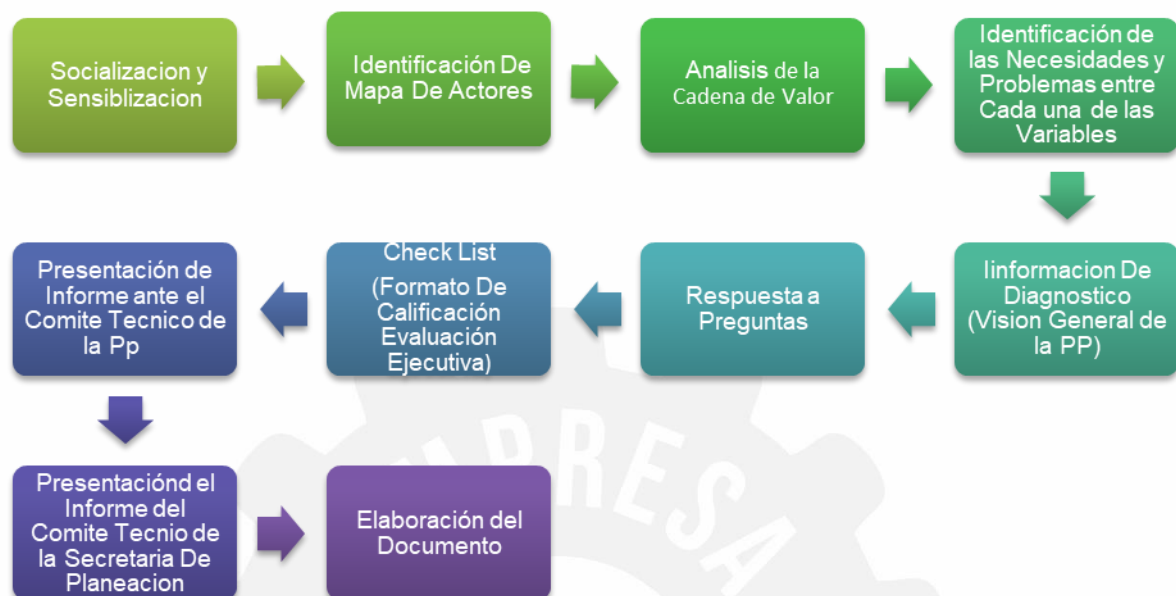 Socializacion y
Sensiblizacion
Identificación De
Mapa De Actores
Analisis de la
Cadena de Valor
Identificación de
las Necesidades y
Problemas entre
Cada una de las
Variables
Iinformacion De
Diagnostico
(Vision General de
la PP)
Respuesta a
Preguntas
Check List
(Formato De
Calificación
Evaluación
Ejecutiva)
Presentación de
Informe ante el
Comite Tecnico de
la Pp
Presentaciónd el
Informe del
Comite Tecnio de
la Secretaria De
Planeacion
Elaboración del
Documento